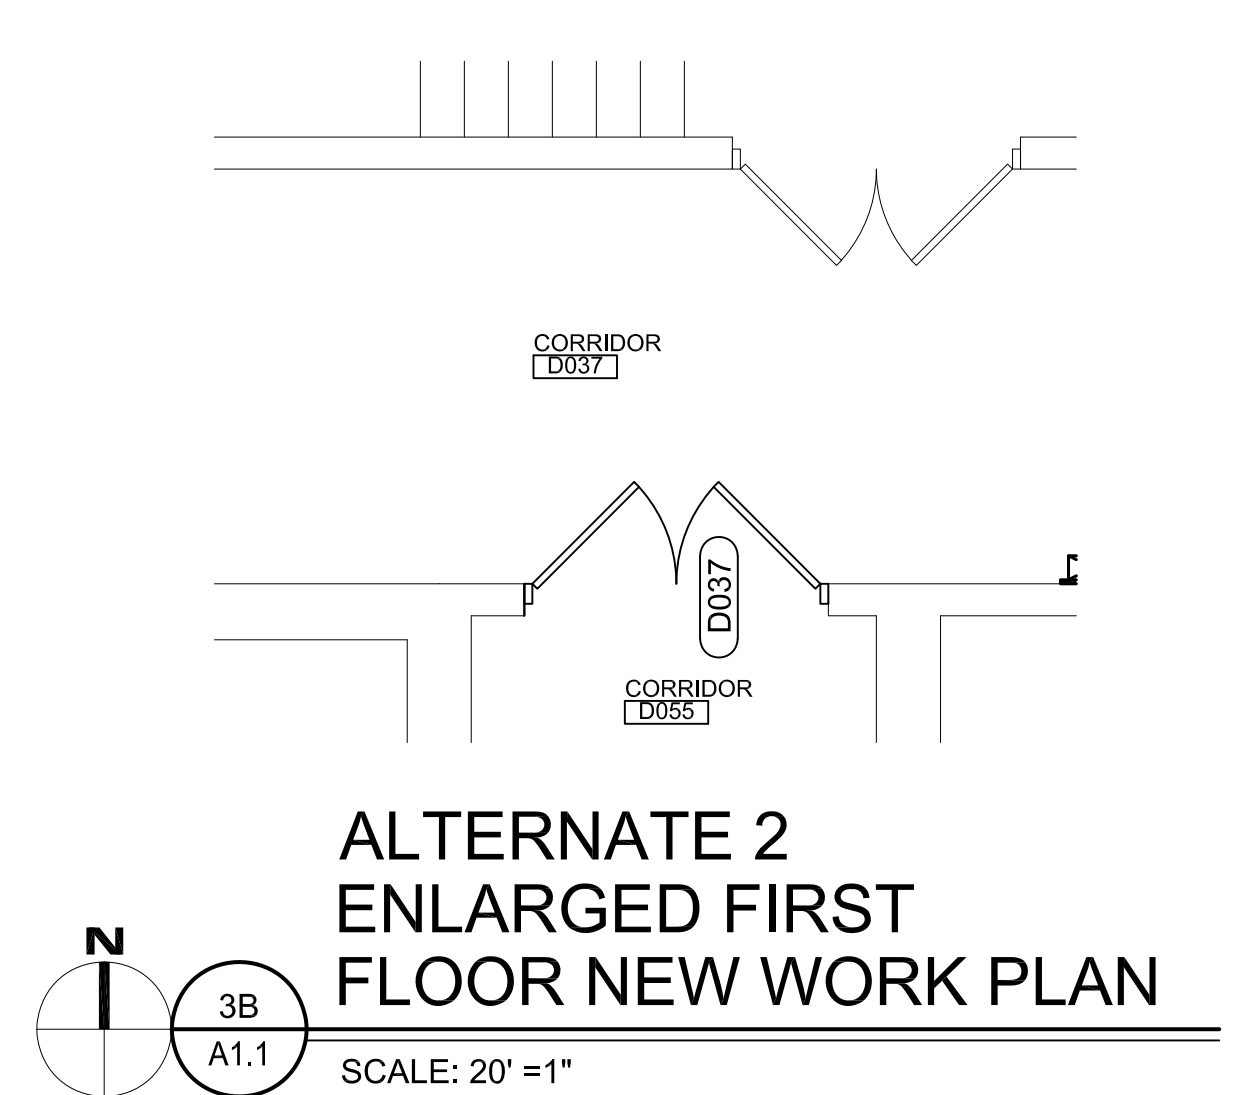 CORRIDOR
D037
D037
CORRIDOR
D055
ALTERNATE 2
ENLARGED FIRST
FLOOR NEW WORK PLAN
N
3B
A1.1
SCALE: 20' =1"